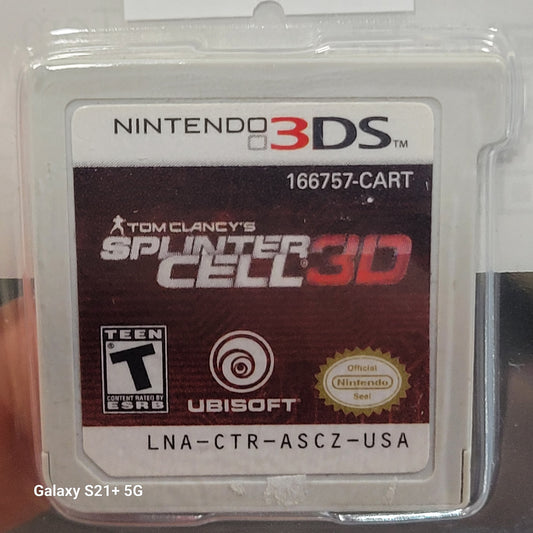 NINTENDO 3DS™
166757-CART
TOM CLANCY'S
SPLINTER
CELL 3D
TEEN
T
CONTENT RATED BY
ESRB
UBISOFT
Official
Nintendo
Seal
LNA-CTR-ASCZ-USA
Galaxy S21+ 5G